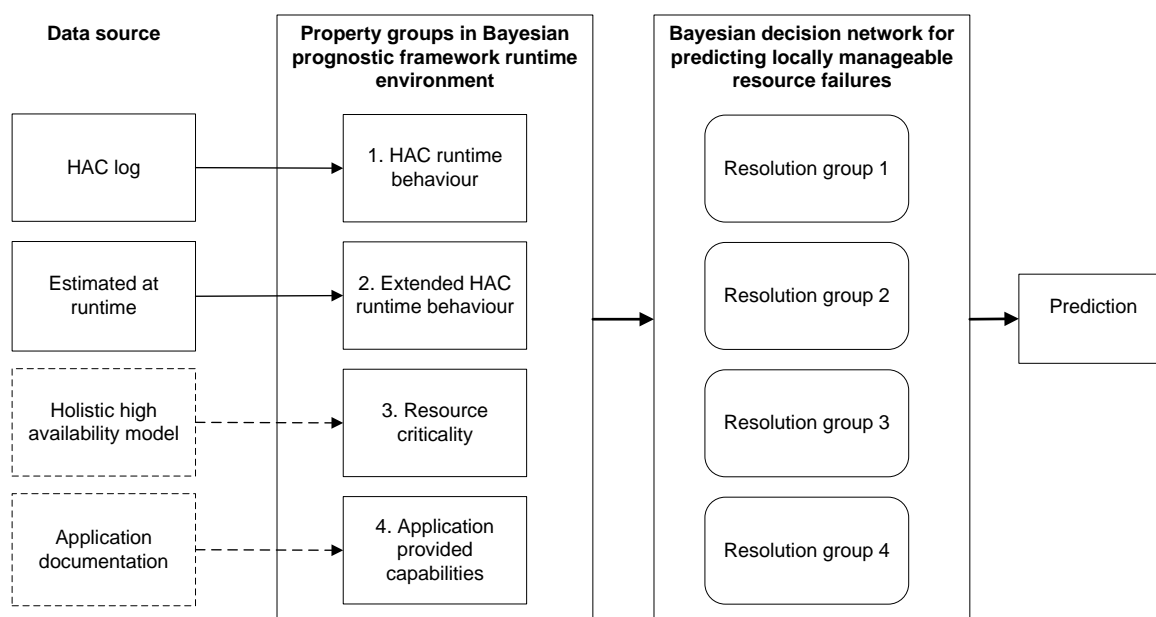 Data source
Property groups in Bayesian
prognostic framework runtime
environment
Bayesian decision network for
predicting locally manageable
resource failures
HAC log
1. HAC runtime
behaviour
Resolution group 1
Estimated at
runtime
2. Extended HAC
runtime behaviour
Resolution group 2
Prediction
Holistic high
availability model
3. Resource
criticality
Resolution group 3
Application
documentation
4. Application
provided
capabilities
Resolution group 4